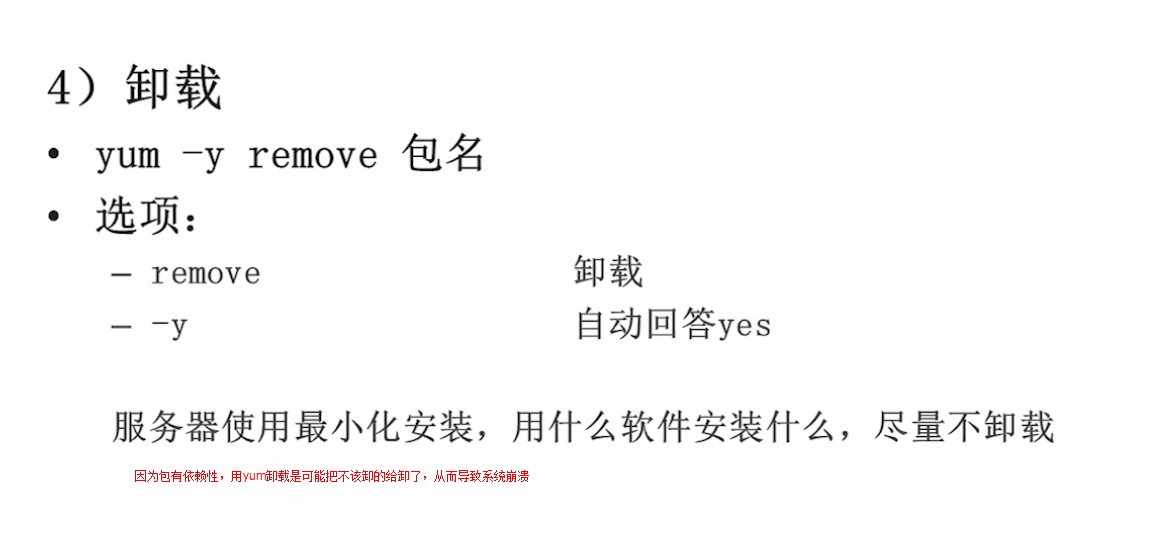 4）卸载
• yum -y remove 包名
• 选项：
– remove 卸载
– -y 自动回答yes
服务器使用最小化安装，用什么软件安装什么，尽量不卸载
因为包有依赖性，用yum卸载是可能把不该卸的给卸了，从而导致系统崩溃